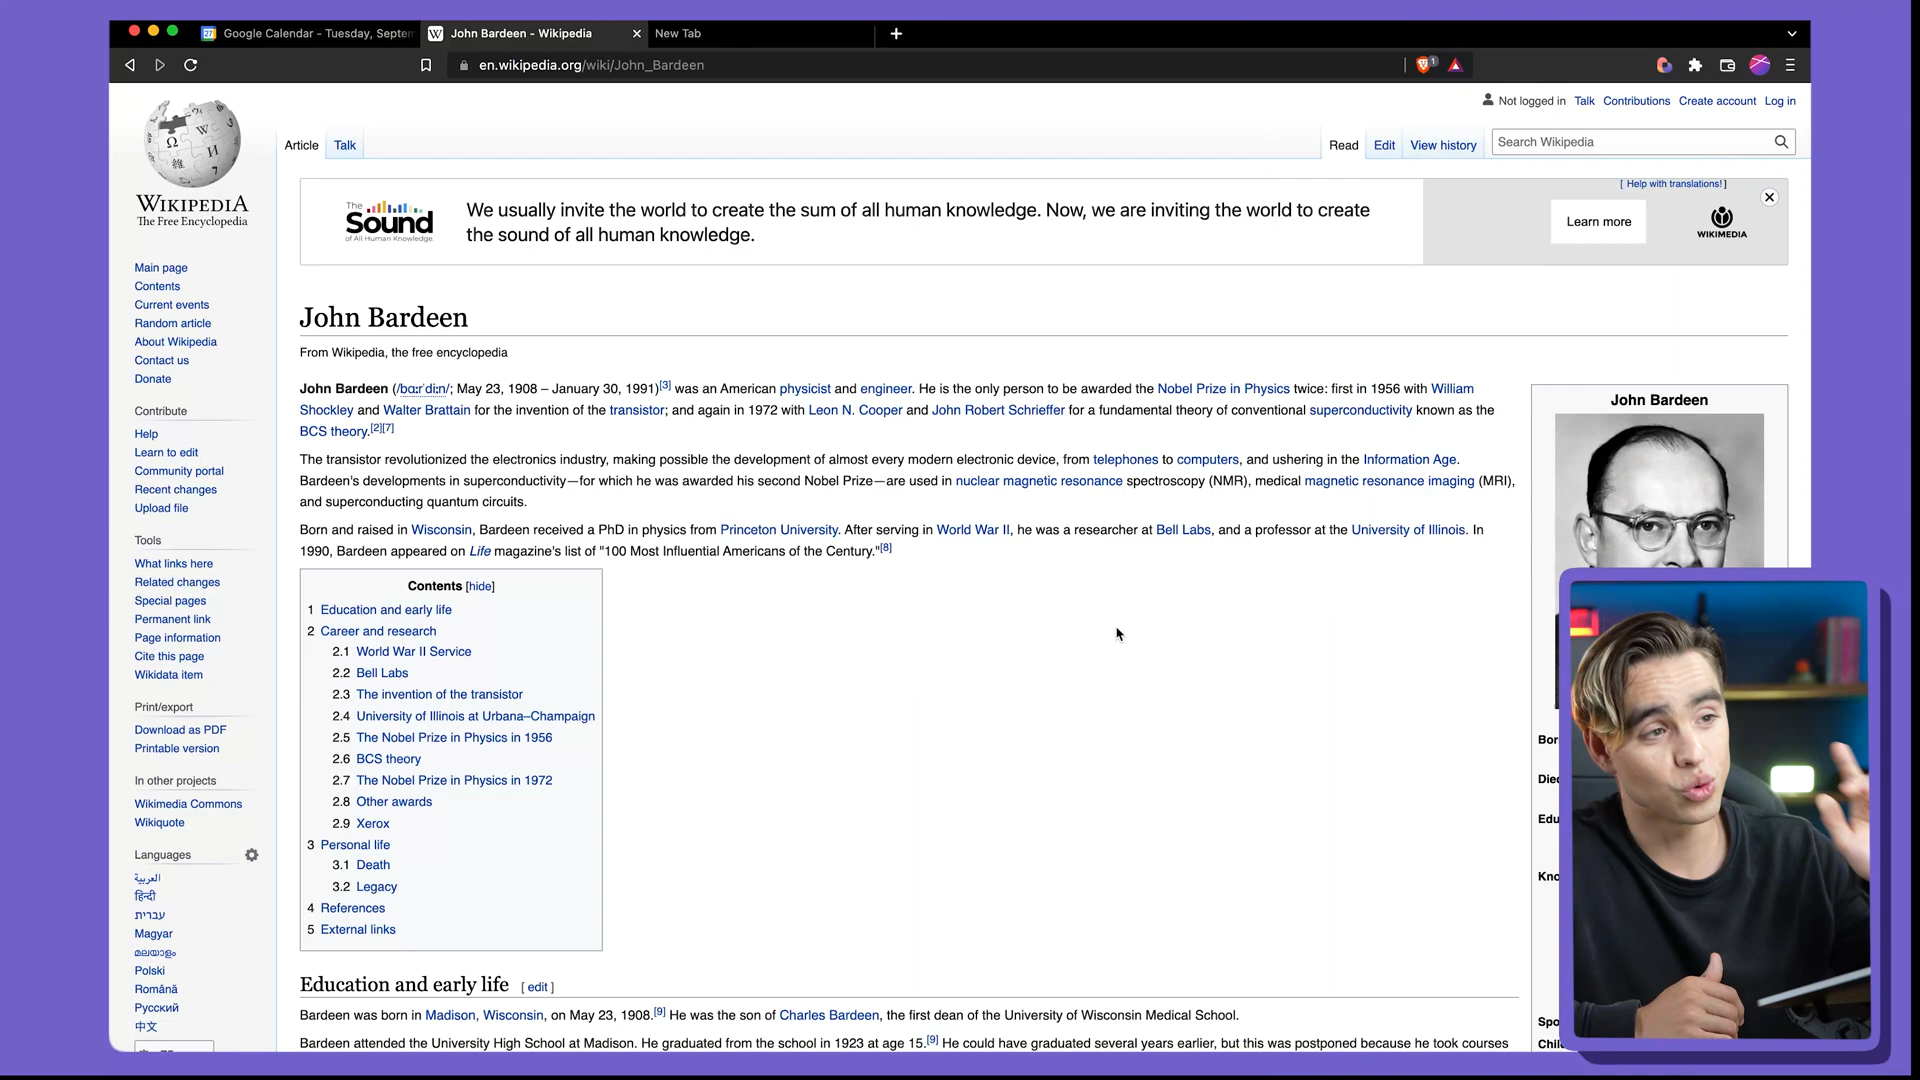 Google Calendar - Tuesday, Septem
John Bardeen - Wikipedia
New Tab
en.wikipedia.org/wiki/John_Bardeen
Not logged in Talk Contributions Create account Log in
Article Talk
Read Edit View history Search Wikipedia
WIKIPEDIA
The Free Encyclopedia
[ Help with translations! ]
The Sound of All Human Knowledge
We usually invite the world to create the sum of all human knowledge. Now, we are inviting the world to create
the sound of all human knowledge.
Learn more
WIKIMEDIA
Main page
Contents
Current events
Random article
About Wikipedia
Contact us
Donate
Contribute
Help
Learn to edit
Community portal
Recent changes
Upload file
Tools
What links here
Related changes
Special pages
Permanent link
Page information
Cite this page
Wikidata item
Print/export
Download as PDF
Printable version
In other projects
Wikimedia Commons
Wikiquote
Languages
العربية
हिन्दी
עברית
Magyar
മലയാളം
Polski
Română
Русский
中文
John Bardeen
From Wikipedia, the free encyclopedia
John Bardeen (/bɑːrˈdiːn/; May 23, 1908 – January 30, 1991)[3] was an American physicist and engineer. He is the only person to be awarded the Nobel Prize in Physics twice: first in 1956 with William
Shockley and Walter Brattain for the invention of the transistor; and again in 1972 with Leon N. Cooper and John Robert Schrieffer for a fundamental theory of conventional superconductivity known as the
BCS theory.[2][7]
The transistor revolutionized the electronics industry, making possible the development of almost every modern electronic device, from telephones to computers, and ushering in the Information Age.
Bardeen's developments in superconductivity—for which he was awarded his second Nobel Prize—are used in nuclear magnetic resonance spectroscopy (NMR), medical magnetic resonance imaging (MRI),
and superconducting quantum circuits.
Born and raised in Wisconsin, Bardeen received a PhD in physics from Princeton University. After serving in World War II, he was a researcher at Bell Labs, and a professor at the University of Illinois. In
1990, Bardeen appeared on Life magazine's list of "100 Most Influential Americans of the Century."[8]
Contents [hide]
1 Education and early life
2 Career and research
2.1 World War II Service
2.2 Bell Labs
2.3 The invention of the transistor
2.4 University of Illinois at Urbana–Champaign
2.5 The Nobel Prize in Physics in 1956
2.6 BCS theory
2.7 The Nobel Prize in Physics in 1972
2.8 Other awards
2.9 Xerox
3 Personal life
3.1 Death
3.2 Legacy
4 References
5 External links
Education and early life [ edit ]
Bardeen was born in Madison, Wisconsin, on May 23, 1908.[9] He was the son of Charles Bardeen, the first dean of the University of Wisconsin Medical School.
Bardeen attended the University High School at Madison. He graduated from the school in 1923 at age 15.[9] He could have graduated several years earlier, but this was postponed because he took courses
John Bardeen
Bor
Died
Edu
Kno
Spo
Chil